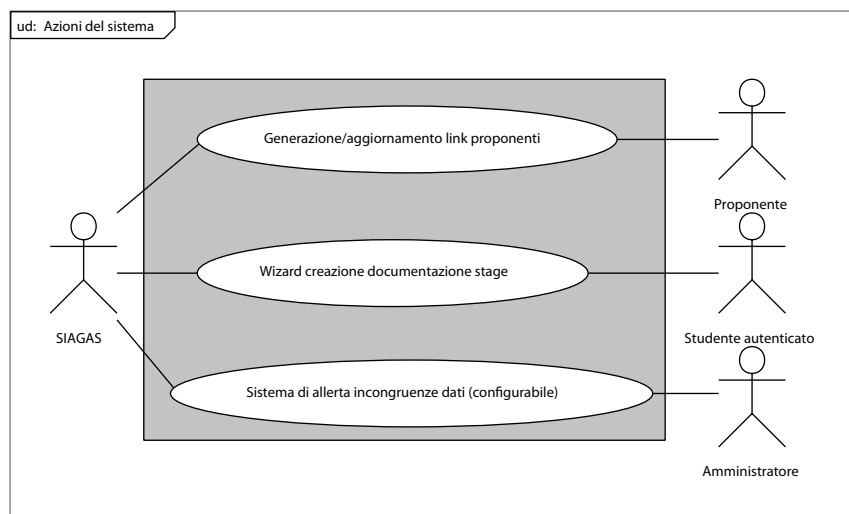 ud: Azioni del sistema
Generazione/aggiornamento link proponenti
Proponente
Wizard creazione documentazione stage
SIAGAS
Studente autenticato
Sistema di allerta incongruenze dati (configurabile)
Amministratore